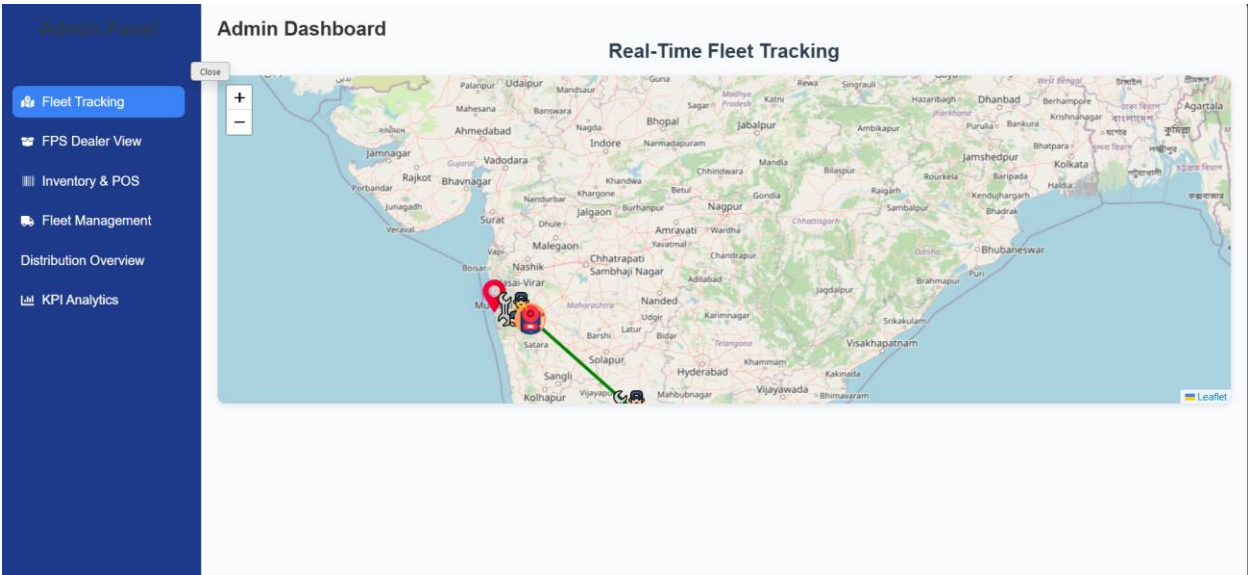 Admin Panel
Admin Dashboard
Real-Time Fleet Tracking
Close
Fleet Tracking
FPS Dealer View
Inventory & POS
Fleet Management
Distribution Overview
KPI Analytics
+
−
Palanpur Udaipur Mandsaur Guna Rewa Singrauli West Bengal
Mahesana Banswara Sagar Madhya Pradesh Katni Hazaribagh Dhanbad Berhampore Agartala
Jharkhand Krishnanagar
Ahmedabad Nagda Bhopal Jabalpur Ambikapur Purulia Bankura কুমিল্লা
Indore Narmadapuram Bhatpara
Jamnagar Gujarat Vadodara Mandla Jamshedpur Kolkata
Rajkot Bhavnagar Khandwa Chhindwara Bilaspur Rourkela Baripada
Porbandar Khargone Betul Gondia Raigarh Kendujhargarh Haldia
Junagadh Nandurbar Jalgaon Burhanpur Nagpur Sambalpur Bhadrak
Veraval Surat Dhule Amravati Wardha Chhattisgarh
Vapi Malegaon Yavatmal Chandrapur Odisha Bhubaneswar
Boisar Nashik Chhatrapati
Sambhaji Nagar Adilabad Brahmapur Puri
Vasai-Virar Jagdalpur
Maharashtra Nanded
Udgir Karimnagar Srikakulam
Satara Barshi Latur Bidar Telangana Visakhapatnam
Solapur Khammam
Sangli Hyderabad Kakinada
Kolhapur Mahbubnagar Vijayawada Bhimavaram
Leaflet